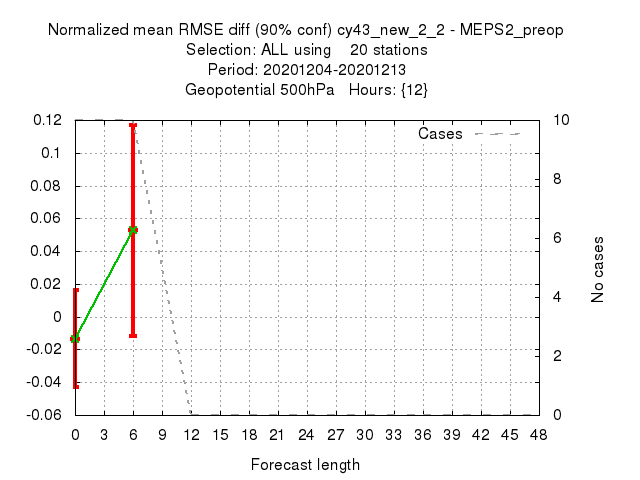 Normalized mean RMSE diff (90% conf) cy43_new_2_2 - MEPS2_preop
Selection: ALL using 20 stations
Period: 20201204-20201213
Geopotential 500hPa Hours: {12}
0.12
0.1
0.08
0.06
0.04
0.02
0
-0.02
-0.04
-0.06
Cases
10
8
6
4
2
0
No cases
0 3 6 9 12 15 18 21 24 27 30 33 36 39 42 45 48
Forecast length